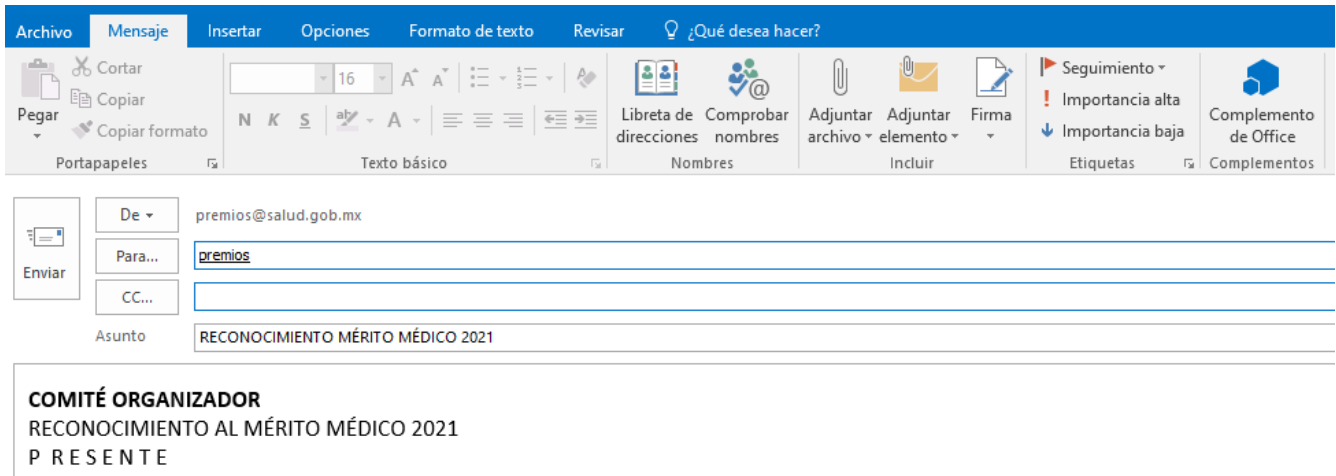 Archivo Mensaje Insertar Opciones Formato de texto Revisar ¿Qué desea hacer?
Pegar
Cortar
Copiar
Copiar formato
Portapapeles
16 A A
N K S aby A
Texto básico
Libreta de direcciones
Comprobar nombres
Nombres
Adjuntar archivo
Adjuntar elemento
Firma
Incluir
Seguimiento
Importancia alta
Importancia baja
Etiquetas
Complemento de Office
Complementos
Enviar
De premios@salud.gob.mx
Para... premios
CC...
Asunto RECONOCIMIENTO MÉRITO MÉDICO 2021
COMITÉ ORGANIZADOR
RECONOCIMIENTO AL MÉRITO MÉDICO 2021
P R E S E N T E